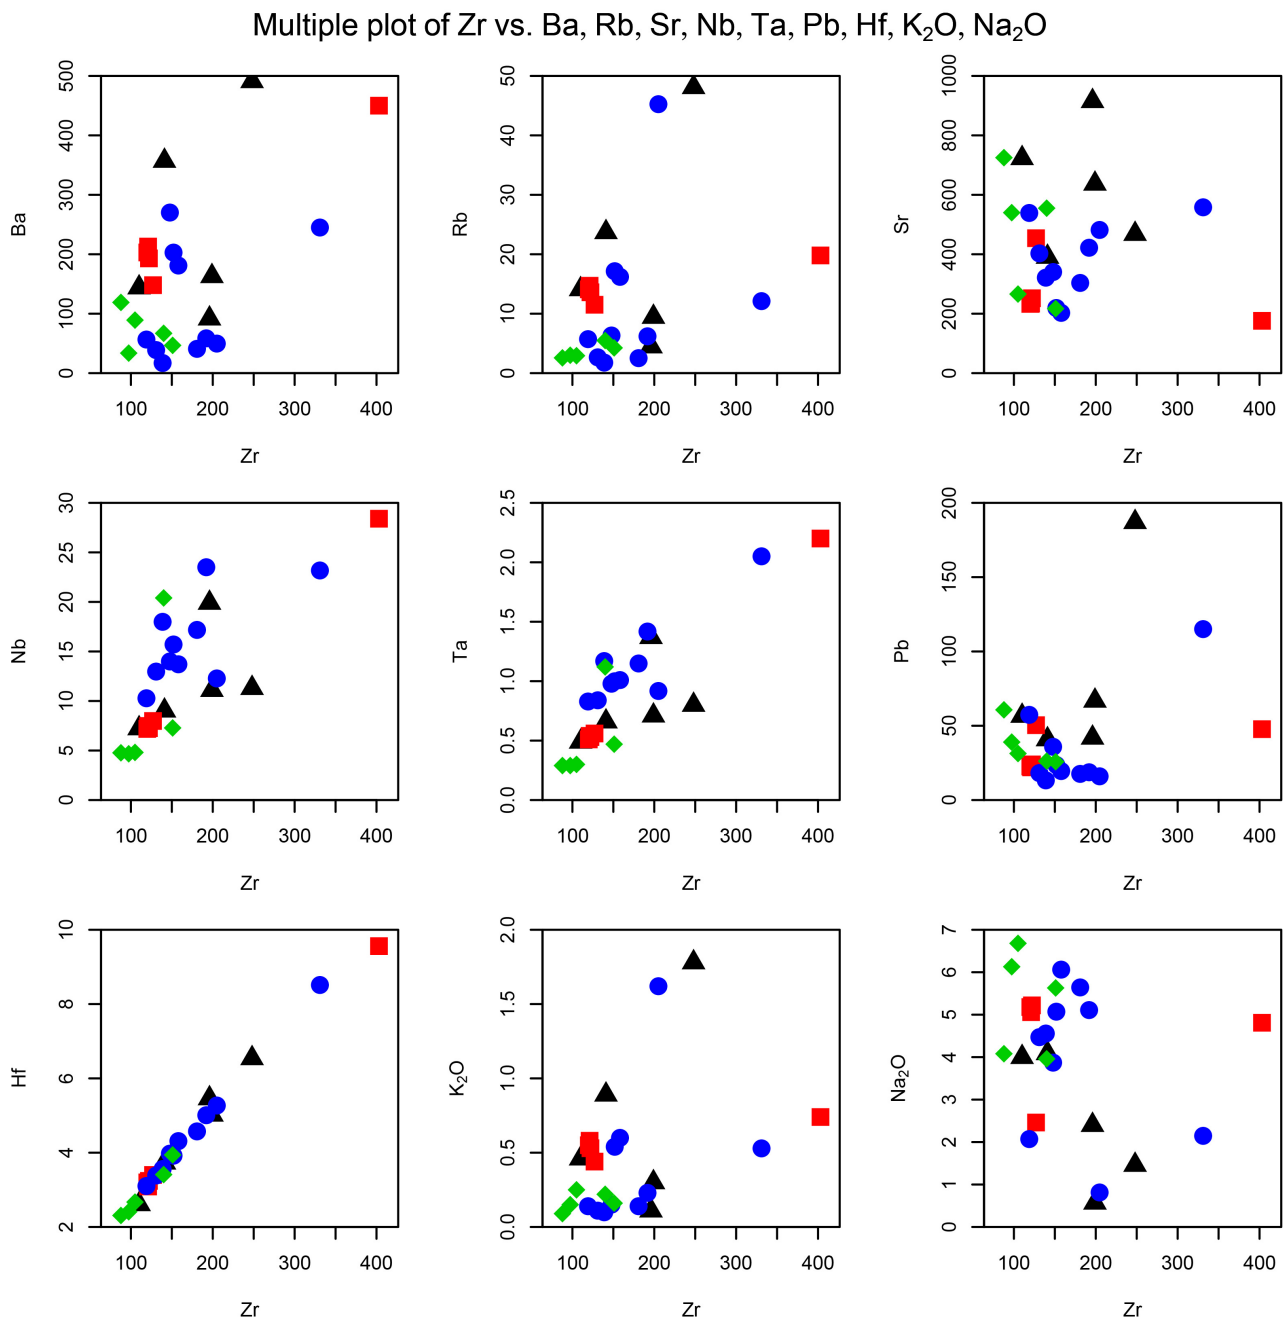 Multiple plot of Zr vs. Ba, Rb, Sr, Nb, Ta, Pb, Hf, K₂O, Na₂O
Ba
0 100 200 300 400 500
100 200 300 400
Zr
Rb
0 10 20 30 40 50
100 200 300 400
Zr
Sr
0 200 400 600 800 1000
100 200 300 400
Zr
Nb
0 5 10 15 20 25 30
100 200 300 400
Zr
Ta
0.0 0.5 1.0 1.5 2.0 2.5
100 200 300 400
Zr
Pb
0 50 100 150 200
100 200 300 400
Zr
Hf
2 4 6 8 10
100 200 300 400
Zr
K₂O
0.0 0.5 1.0 1.5 2.0
100 200 300 400
Zr
Na₂O
0 1 2 3 4 5 6 7
100 200 300 400
Zr